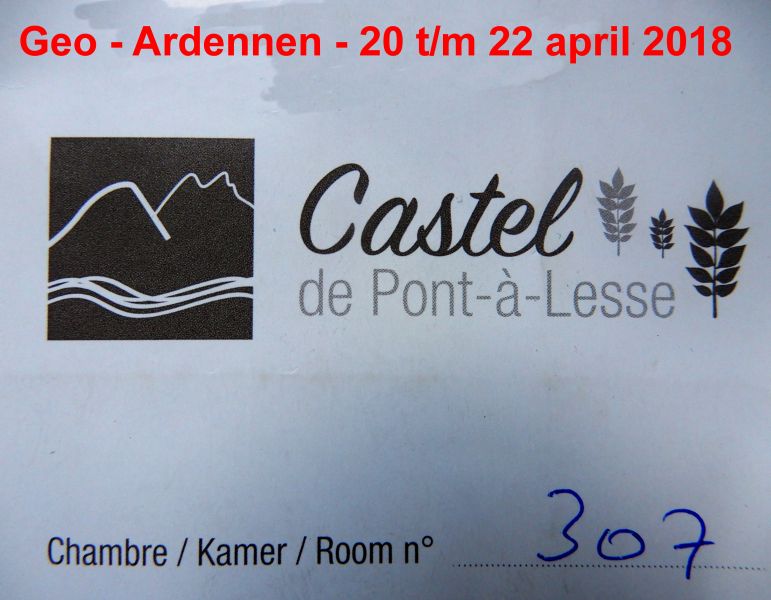 Geo - Ardennen - 20 t/m 22 april 2018
Castel
de Pont-à-Lesse
Chambre / Kamer / Room n° 307